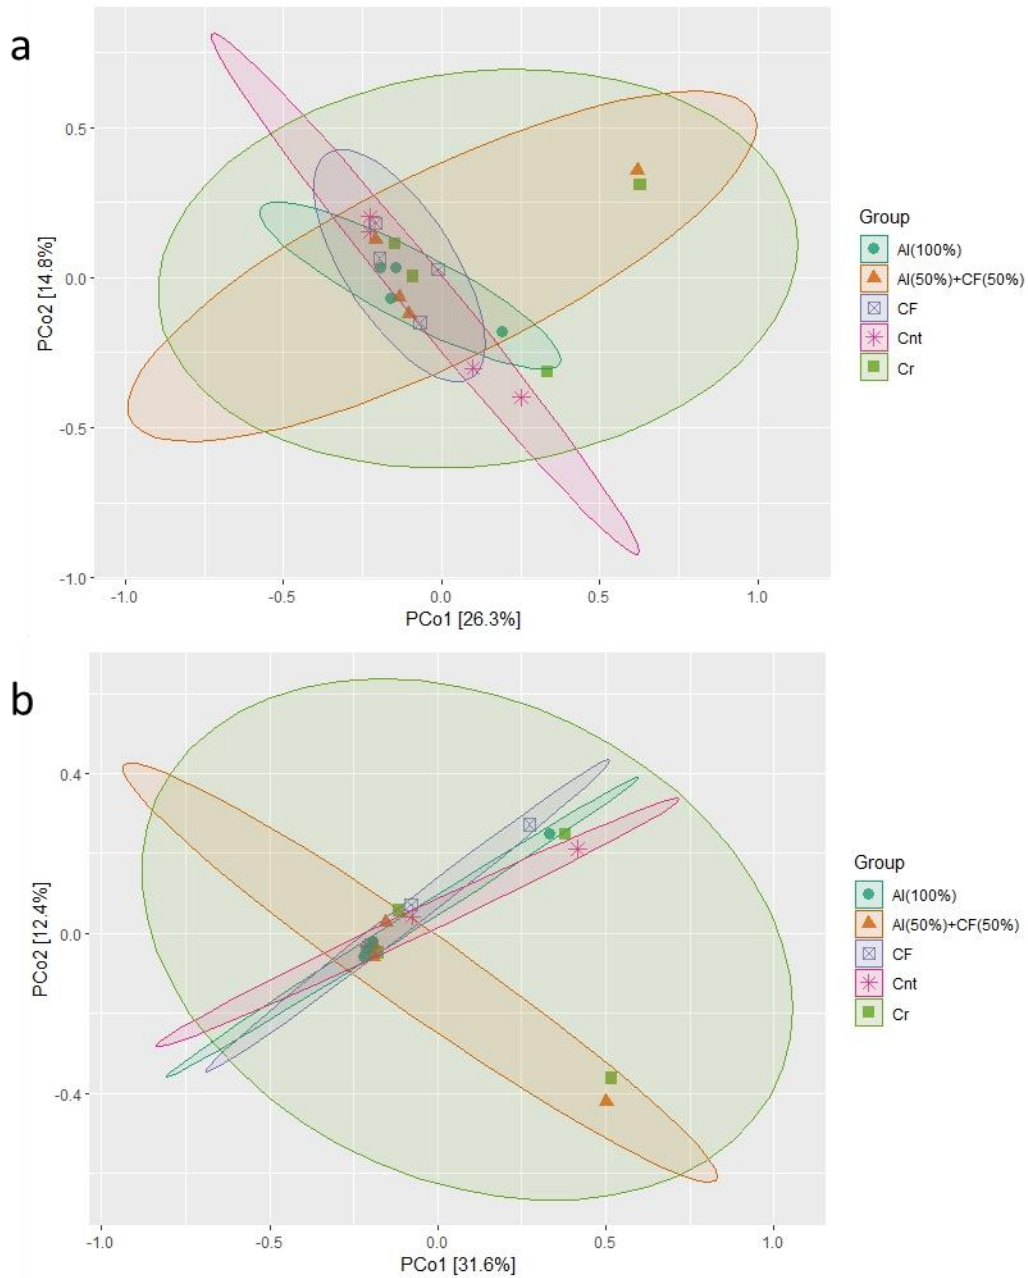 a
0.5
0.0
-0.5
-1.0
PCo2 [14.8%]
-1.0 -0.5 0.0 0.5 1.0
PCo1 [26.3%]
Group
Al(100%)
Al(50%)+CF(50%)
CF
Cnt
Cr
b
0.4
0.0
-0.4
PCo2 [12.4%]
-1.0 -0.5 0.0 0.5 1.0
PCo1 [31.6%]
Group
Al(100%)
Al(50%)+CF(50%)
CF
Cnt
Cr